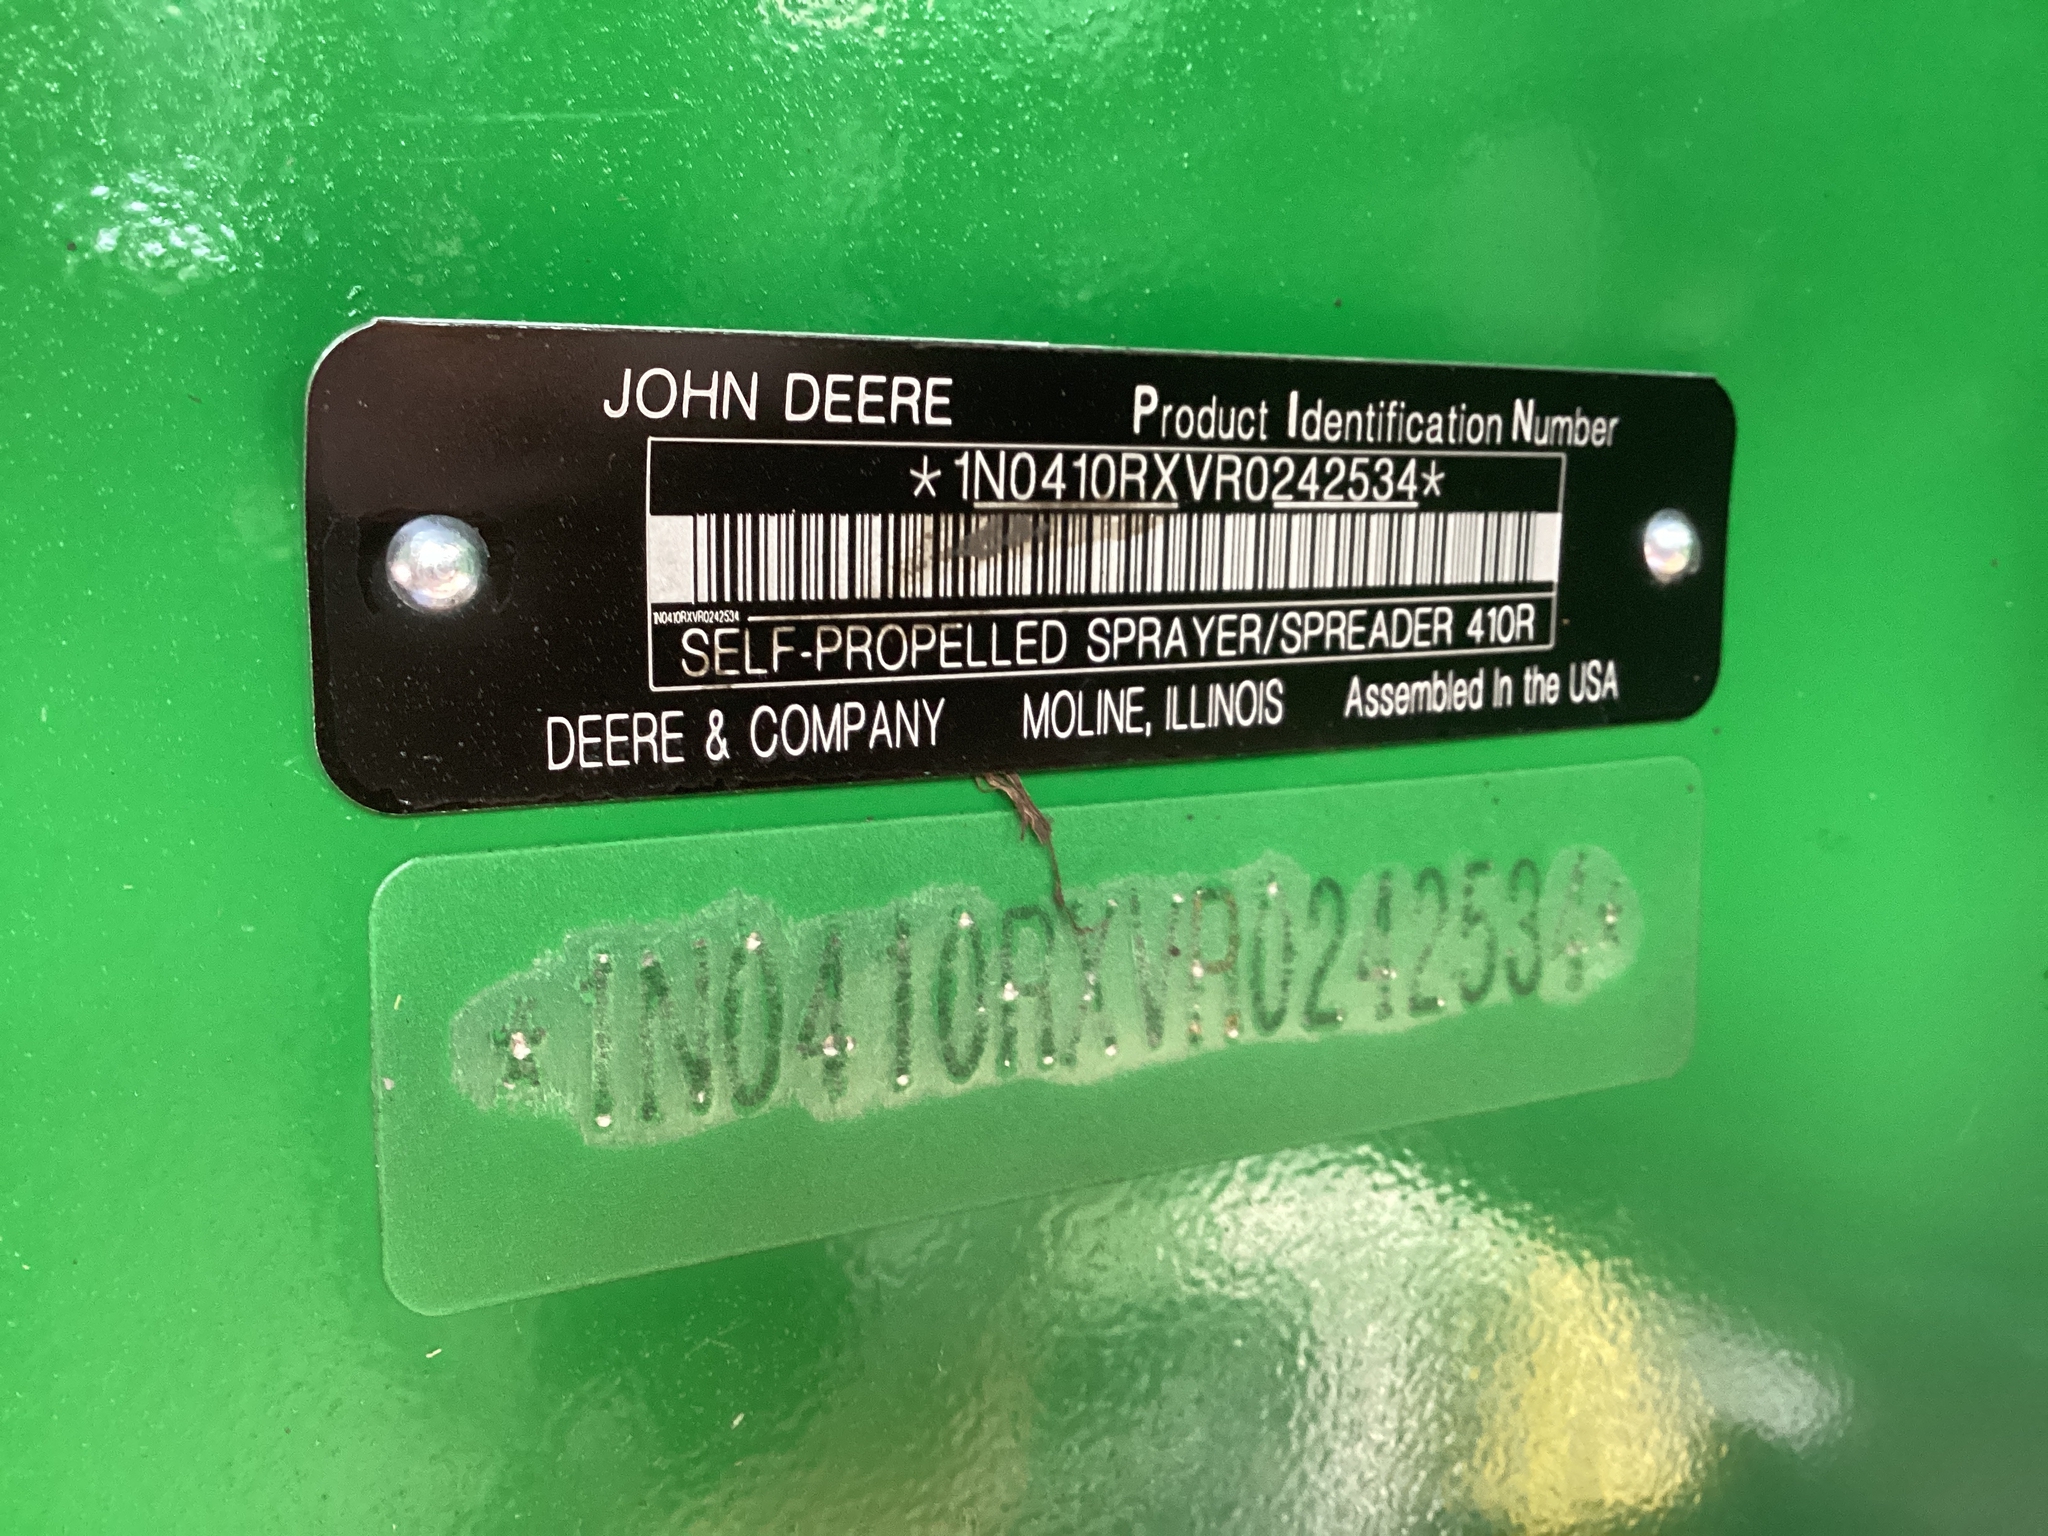 JOHN DEERE Product Identification Number
*1N0410RXVR0242534*
1N0410RXVR0242534
SELF-PROPELLED SPRAYER/SPREADER 410R
DEERE & COMPANY MOLINE, ILLINOIS Assembled In the USA
*1N0410RXVR0242534*